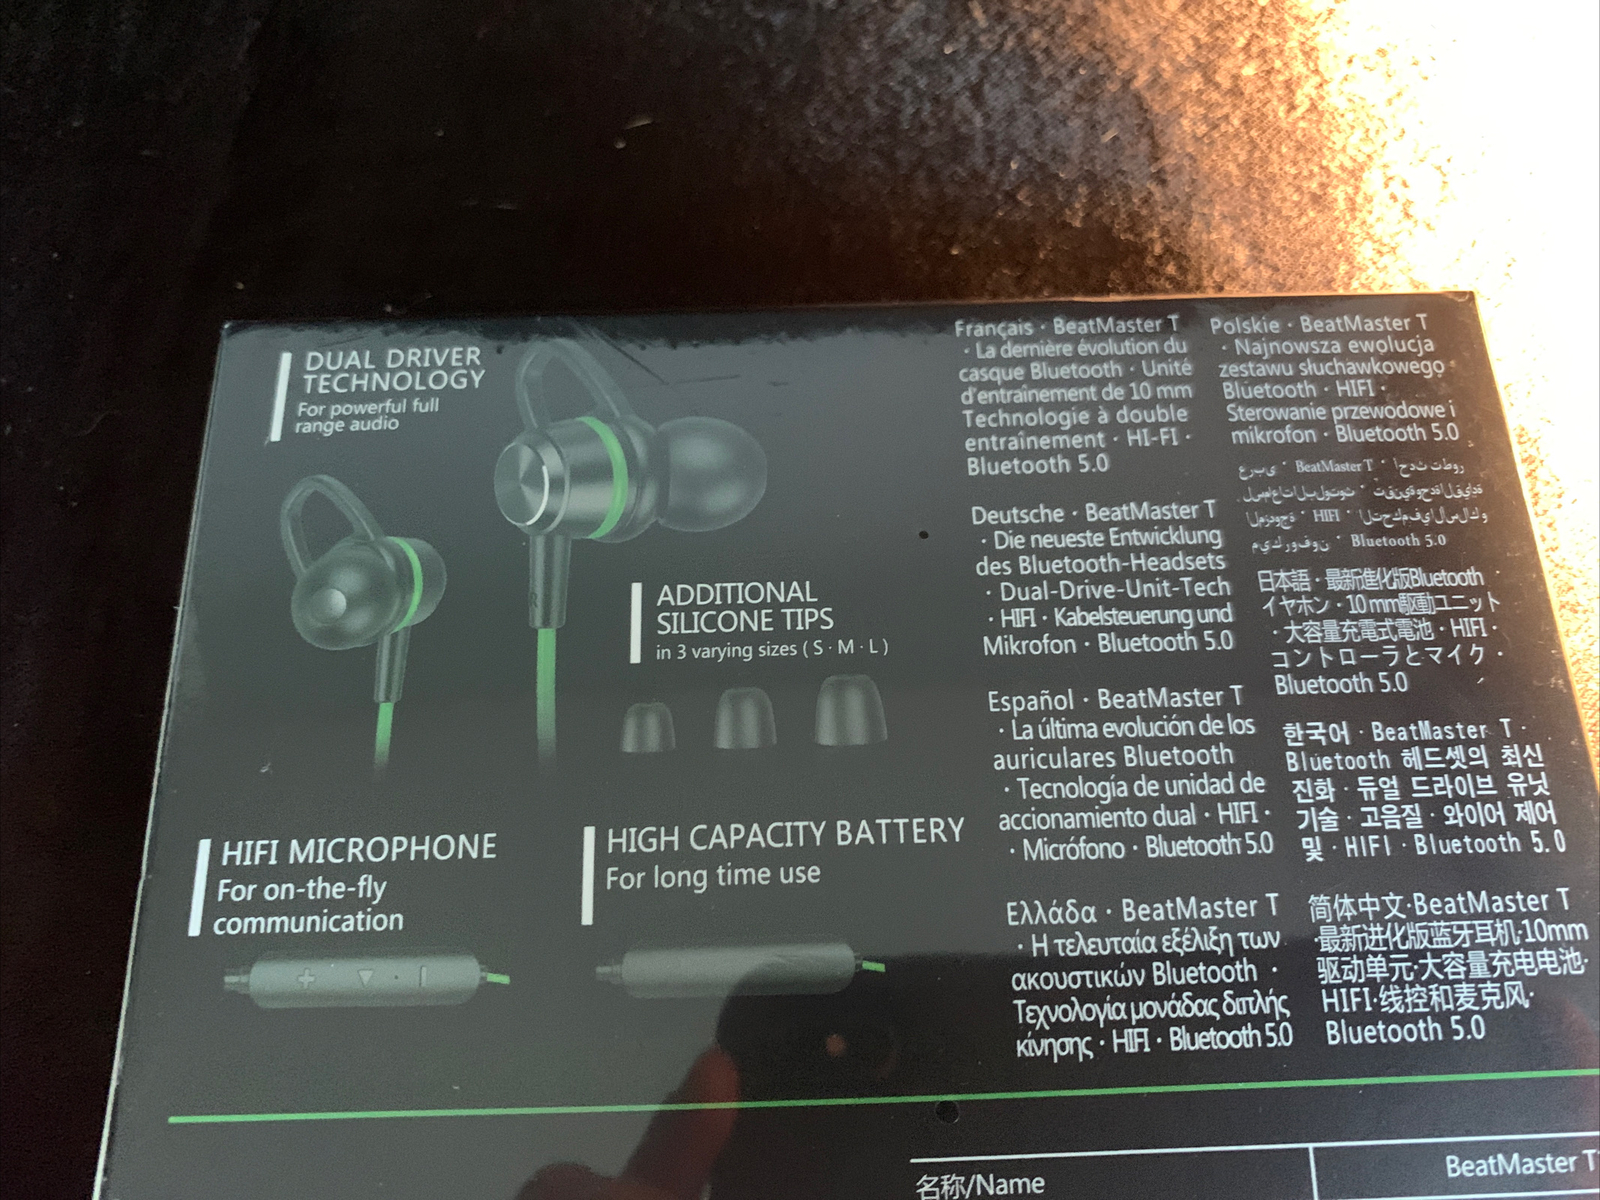 DUAL DRIVER
TECHNOLOGY
For powerful full
range audio
ADDITIONAL
SILICONE TIPS
in 3 varying sizes ( S · M · L )
HIFI MICROPHONE
For on-the-fly
communication
HIGH CAPACITY BATTERY
For long time use
Français · BeatMaster T
· La dernière évolution du
casque Bluetooth · Unité
d'entraînement de 10 mm
Technologie à double
entraînement · HI-FI ·
Bluetooth 5.0
Deutsche · BeatMaster T
· Die neueste Entwicklung
des Bluetooth-Headsets
· Dual-Drive-Unit-Tech
· HIFI · Kabelsteuerung und
Mikrofon · Bluetooth 5.0
Español · BeatMaster T
· La última evolución de los
auriculares Bluetooth
· Tecnología de unidad de
accionamiento dual · HIFI ·
· Micrófono · Bluetooth 5.0
Ελλάδα · BeatMaster T
· Η τελευταία εξέλιξη των
ακουστικών Bluetooth ·
Τεχνολογία μονάδας διπλής
κίνησης · HIFI · Bluetooth 5.0
Polskie · BeatMaster T
· Najnowsza ewolucja
zestawu słuchawkowego ·
Bluetooth · HIFI ·
Sterowanie przewodowe i
mikrofon · Bluetooth 5.0
عربى · BeatMaster T · أحدث تطور
لسماعات البلوتوث · تقنية وحدة القيادة
المزدوجة · HIFI · التحكم في الأسلاك و
ميكروفون · Bluetooth 5.0
日本語 · 最新進化版Bluetooth
イヤホン · 10mm駆動ユニット
· 大容量充電式電池 · HIFI ·
コントローラとマイク ·
Bluetooth 5.0
한국어 · BeatMaster T ·
Bluetooth 헤드셋의 최신
진화 · 듀얼 드라이브 유닛
기술 · 고음질 · 와이어 제어
및 · HIFI · Bluetooth 5.0
简体中文·BeatMaster T
·最新进化版蓝牙耳机·10mm
驱动单元·大容量充电电池·
HIFI·线控和麦克风·
Bluetooth 5.0
名称/Name
BeatMaster T